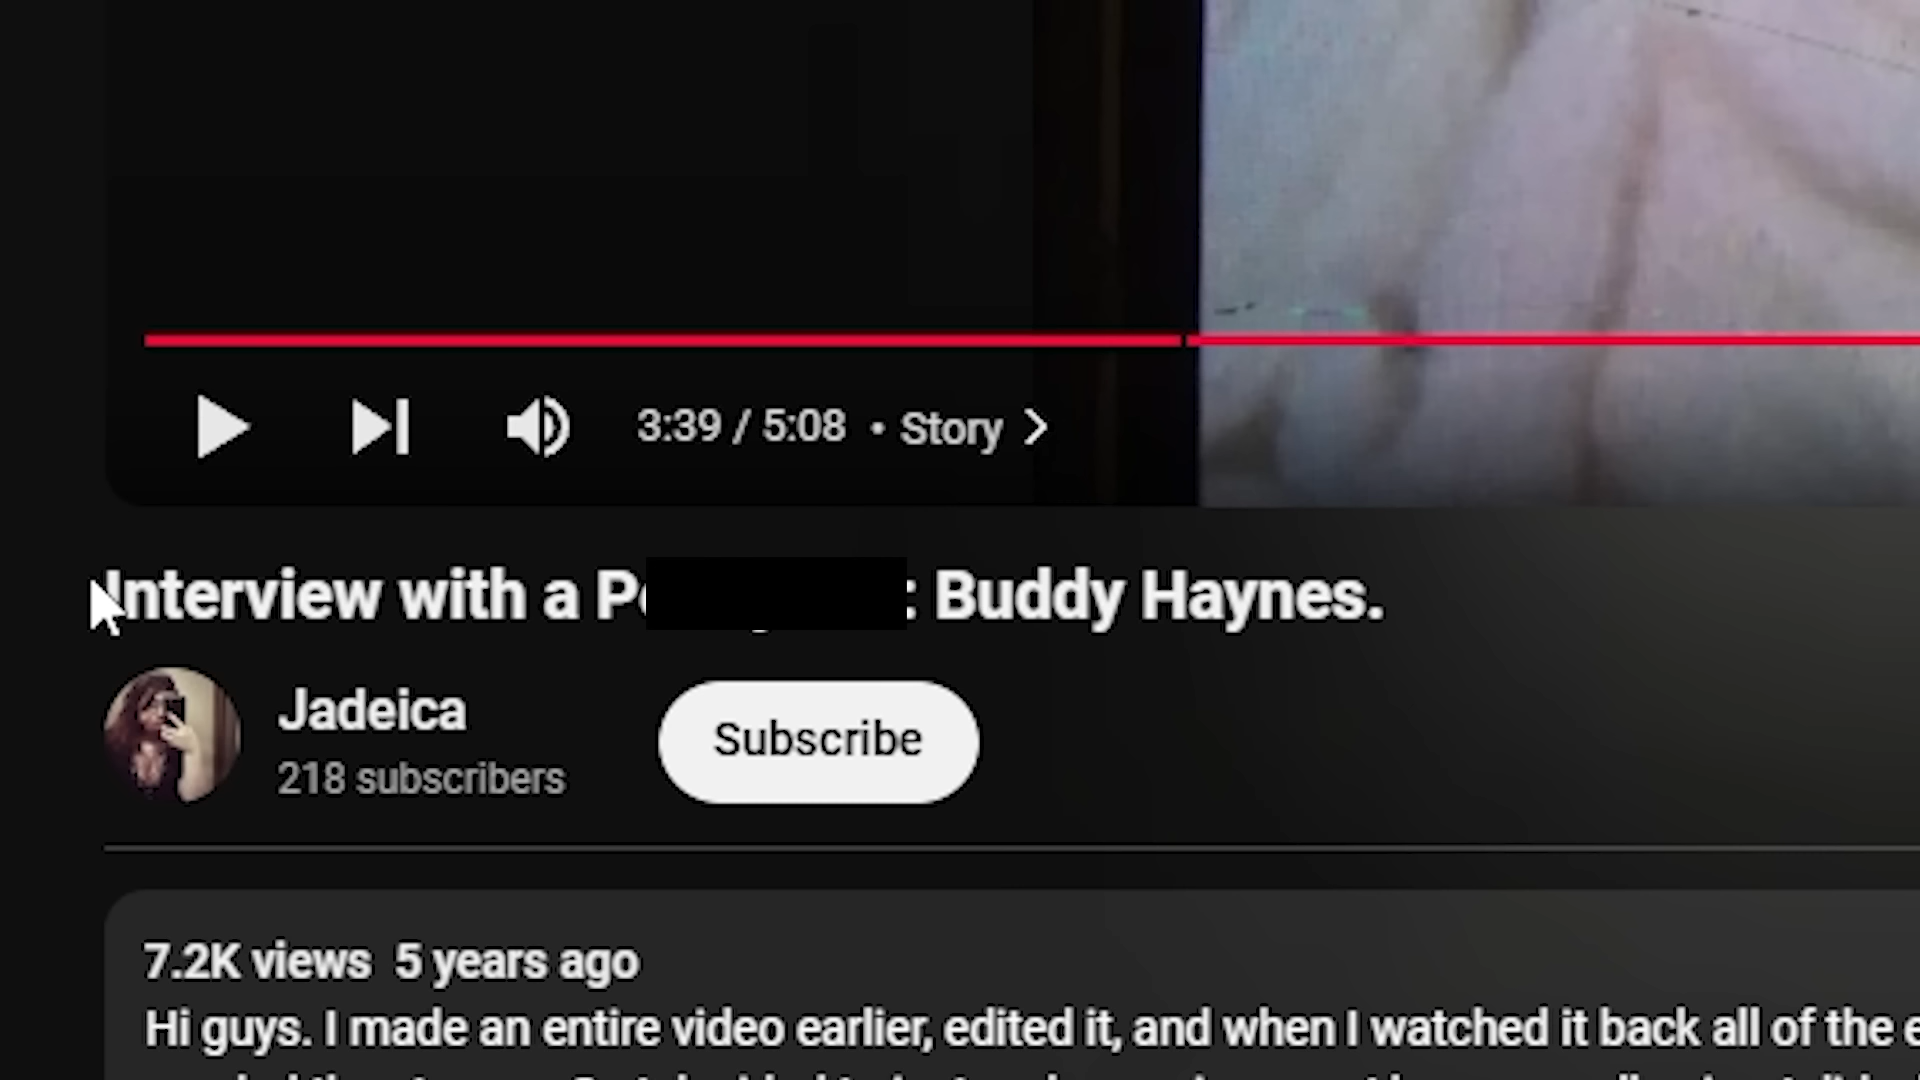 3:39 / 5:08 • Story
Interview with a : Buddy Haynes.
Jadeica
Subscribe
218 subscribers
7.2K views 5 years ago
Hi guys. I made an entire video earlier, edited it, and when I watched it back all of the